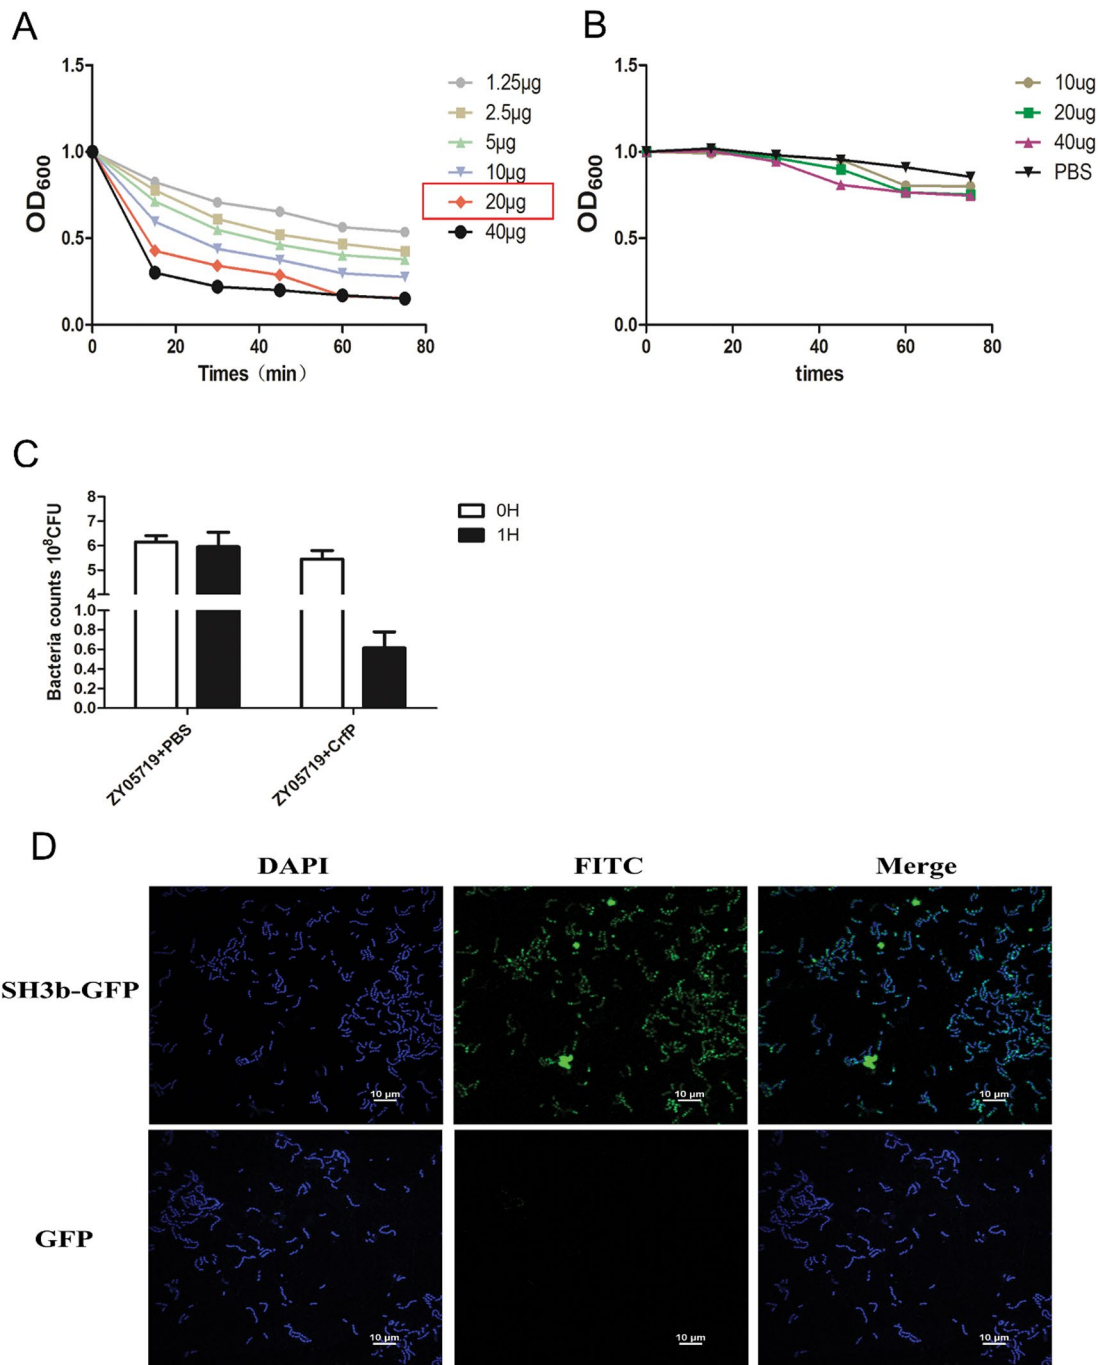 A
1.5
1.0
0.5
0.0
OD600
0
20
40
60
80
Times（min）
1.25µg
2.5µg
5µg
10µg
20µg
40µg
B
1.5
1.0
0.5
0.0
OD600
0
20
40
60
80
times
10ug
20ug
40ug
PBS
C
8
7
6
5
4
1.0
0.8
0.6
0.4
0.2
0.0
Bacteria counts 10⁸CFU
ZY05719+PBS
ZY05719+CrfP
0H
1H
D
DAPI
FITC
Merge
SH3b-GFP
10 µm
10 µm
10 µm
GFP
10 µm
10 µm
10 µm